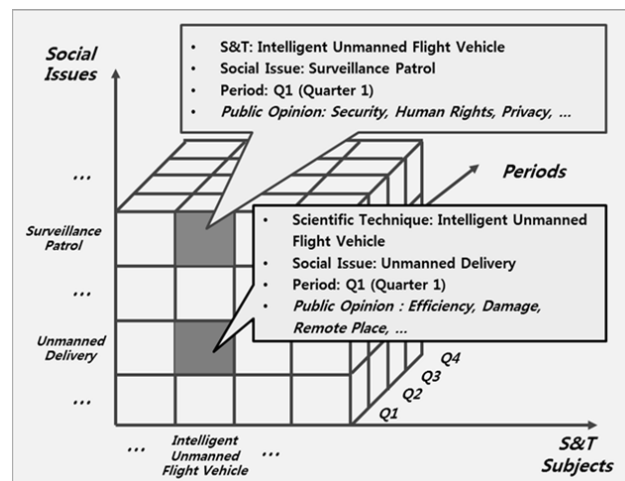 Social
Issues
• S&T: Intelligent Unmanned Flight Vehicle
• Social Issue: Surveillance Patrol
• Period: Q1 (Quarter 1)
• Public Opinion: Security, Human Rights, Privacy, ...
...
Periods
Surveillance
Patrol
• Scientific Technique: Intelligent Unmanned
Flight Vehicle
• Social Issue: Unmanned Delivery
• Period: Q1 (Quarter 1)
• Public Opinion : Efficiency, Damage,
Remote Place, ...
...
Unmanned
Delivery
...
Q4
Q3
Q2
Q1
...
Intelligent
Unmanned
Flight Vehicle
...
S&T
Subjects